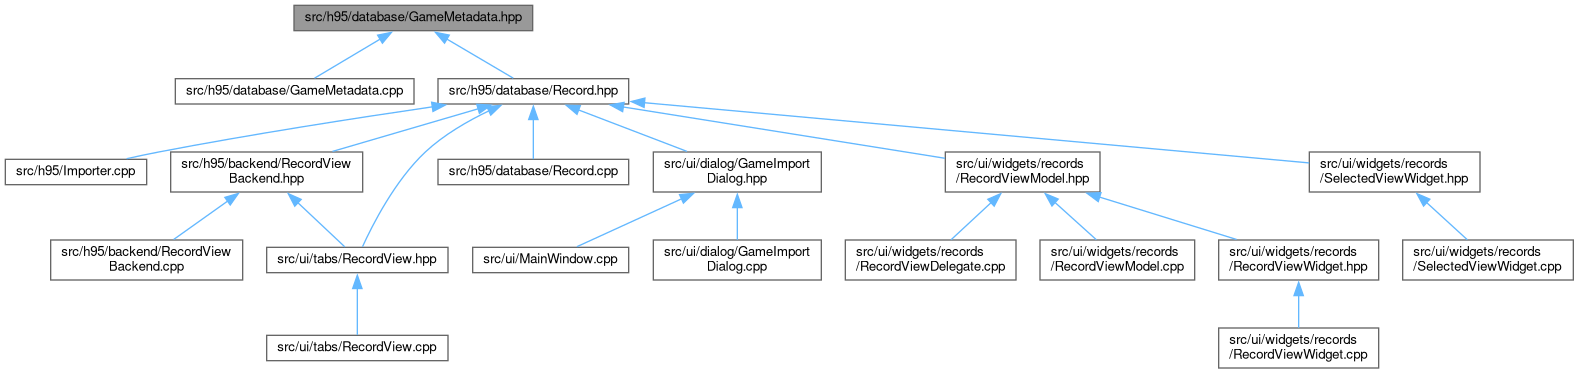 src/h95/database/GameMetadata.hpp
src/h95/database/GameMetadata.cpp
src/h95/database/Record.hpp
src/h95/Importer.cpp
src/h95/backend/RecordView
Backend.hpp
src/h95/database/Record.cpp
src/ui/dialog/GameImport
Dialog.hpp
src/ui/widgets/records
/RecordViewModel.hpp
src/ui/widgets/records
/SelectedViewWidget.hpp
src/h95/backend/RecordView
Backend.cpp
src/ui/tabs/RecordView.hpp
src/ui/MainWindow.cpp
src/ui/dialog/GameImport
Dialog.cpp
src/ui/widgets/records
/RecordViewDelegate.cpp
src/ui/widgets/records
/RecordViewModel.cpp
src/ui/widgets/records
/RecordViewWidget.hpp
src/ui/widgets/records
/SelectedViewWidget.cpp
src/ui/tabs/RecordView.cpp
src/ui/widgets/records
/RecordViewWidget.cpp